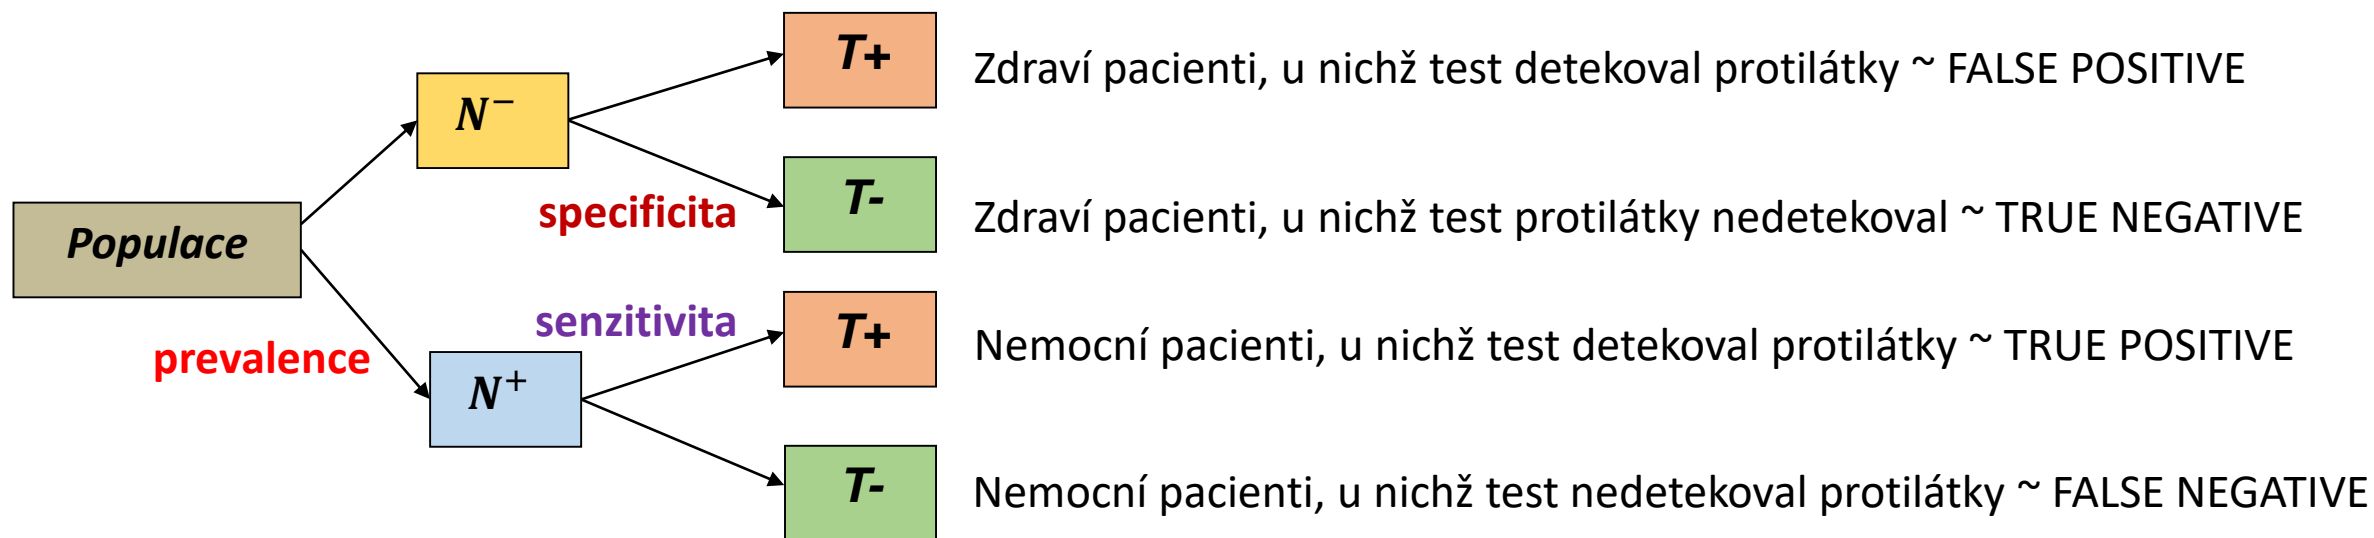 T+
Zdraví pacienti, u nichž test detekoval protilátky ~ FALSE POSITIVE
N⁻
T-
specificita
Zdraví pacienti, u nichž test protilátky nedetekoval ~ TRUE NEGATIVE
Populace
senzitivita
T+
Nemocní pacienti, u nichž test detekoval protilátky ~ TRUE POSITIVE
prevalence
N⁺
T-
Nemocní pacienti, u nichž test nedetekoval protilátky ~ FALSE NEGATIVE